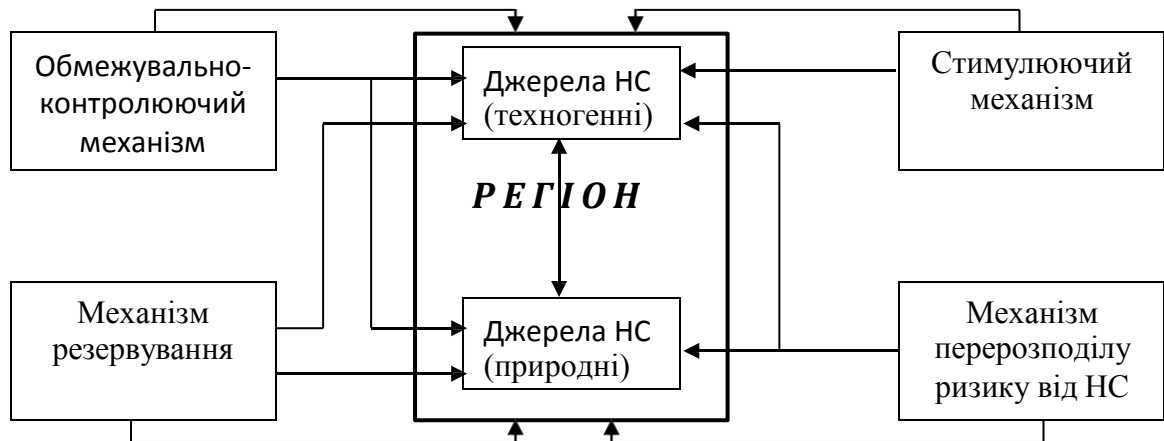 Обмежувально-
контролюючий
механізм
Джерела НС
(техногенні)
Стимулюючий
механізм
РЕГІОН
Механізм
резервування
Джерела НС
(природні)
Механізм
перерозподілу
ризику від НС